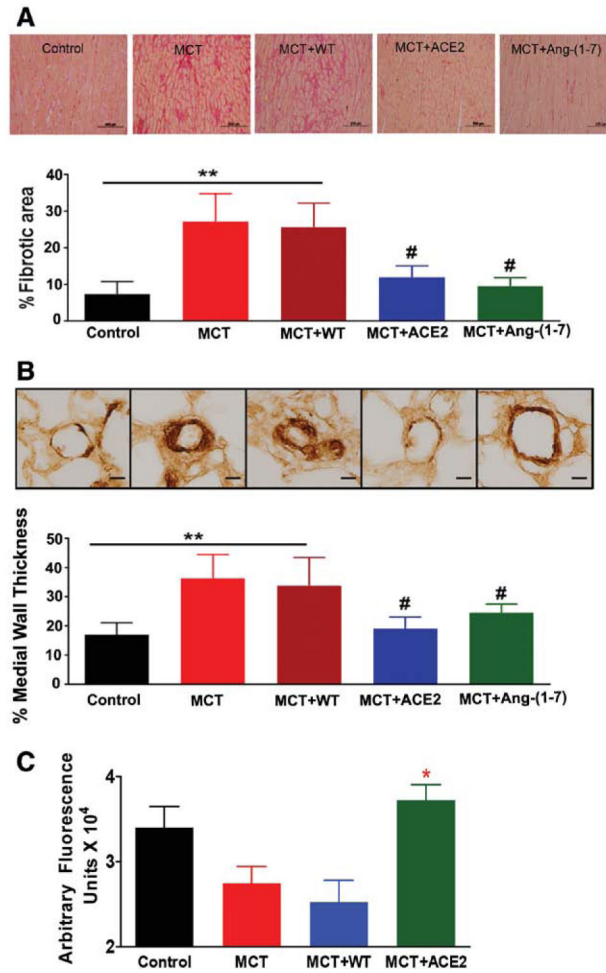 A
Control MCT MCT+WT MCT+ACE2 MCT+Ang-(1-7)
% Fibrotic area
40
30
20
10
0
**
#
#
Control MCT MCT+WT MCT+ACE2 MCT+Ang-(1-7)
B
% Medial Wall Thickness
50
40
30
20
10
0
**
#
#
Control MCT MCT+WT MCT+ACE2 MCT+Ang-(1-7)
C
Arbitrary Fluorescence
Units X 10⁴
4
3
2
*
Control MCT MCT+WT MCT+ACE2